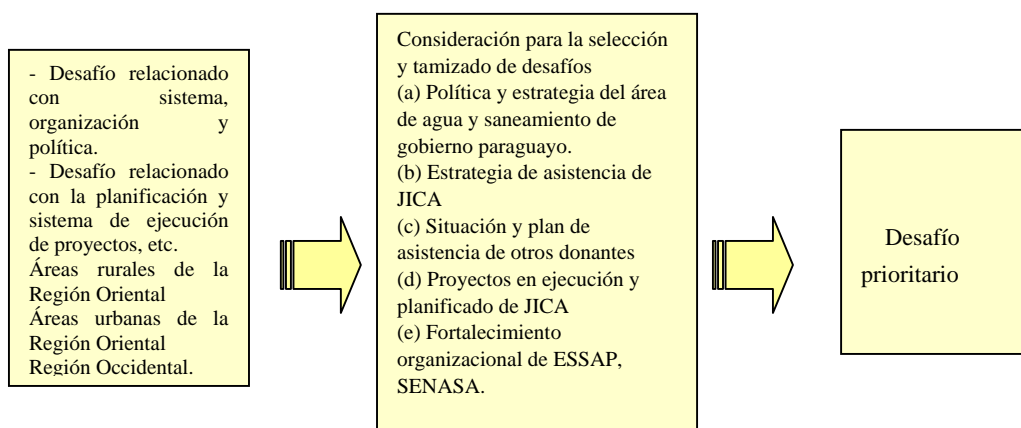 - Desafío relacionado
con sistema,
organización y
política.
- Desafío relacionado
con la planificación y
sistema de ejecución
de proyectos, etc.
Áreas rurales de la
Región Oriental
Áreas urbanas de la
Región Oriental
Región Occidental.
Consideración para la selección
y tamizado de desafíos
(a) Política y estrategia del área
de agua y saneamiento de
gobierno paraguayo.
(b) Estrategia de asistencia de
JICA
(c) Situación y plan de
asistencia de otros donantes
(d) Proyectos en ejecución y
planificado de JICA
(e) Fortalecimiento
organizacional de ESSAP,
SENASA.
Desafío
prioritario